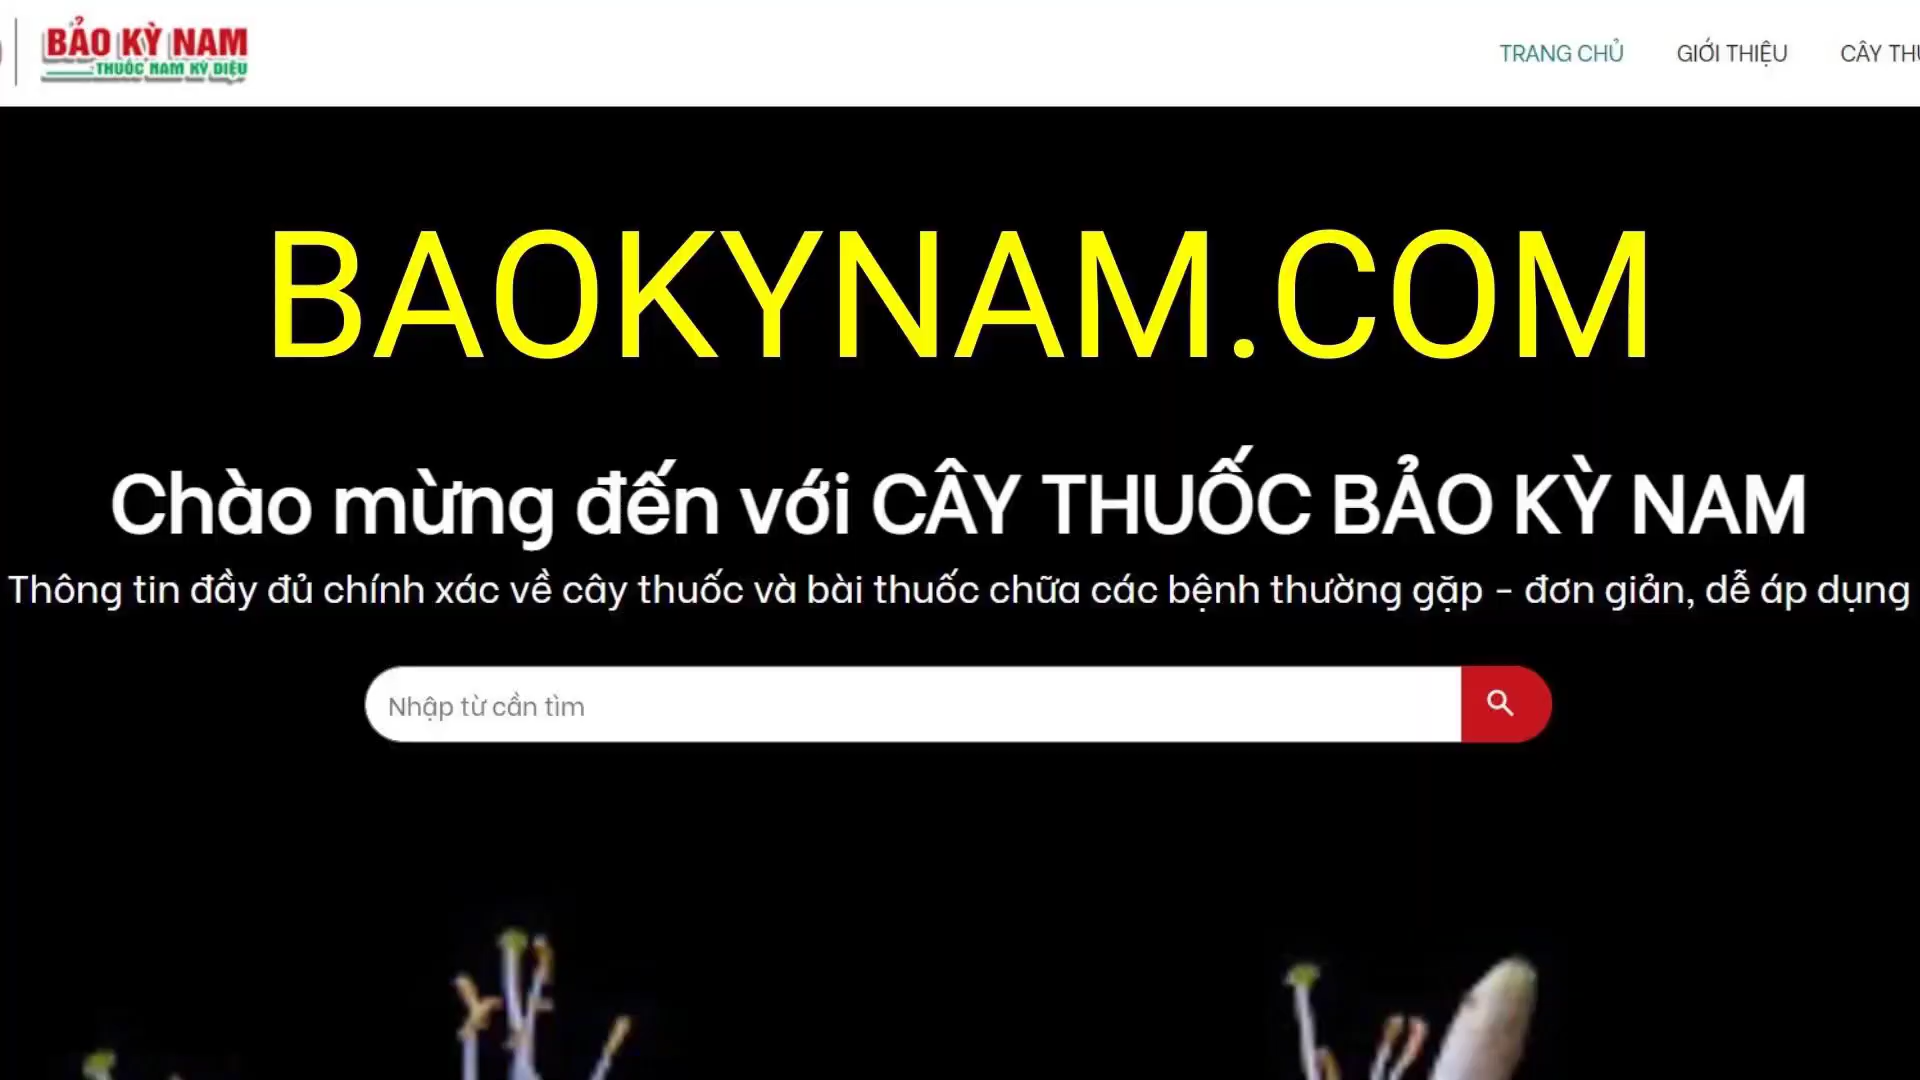 BẢO KỲ NAM
THUỐC NAM KỲ DIỆU
TRANG CHỦ
GIỚI THIỆU
CÂY
BAOKYNAM.COM
Chào mừng đến với CÂY THUỐC BẢO KỲ NAM
Thông tin đầy đủ chính xác về cây thuốc và bài thuốc chữa các bệnh thường gặp - đơn giản, dễ áp dụng
Nhập từ cần tìm